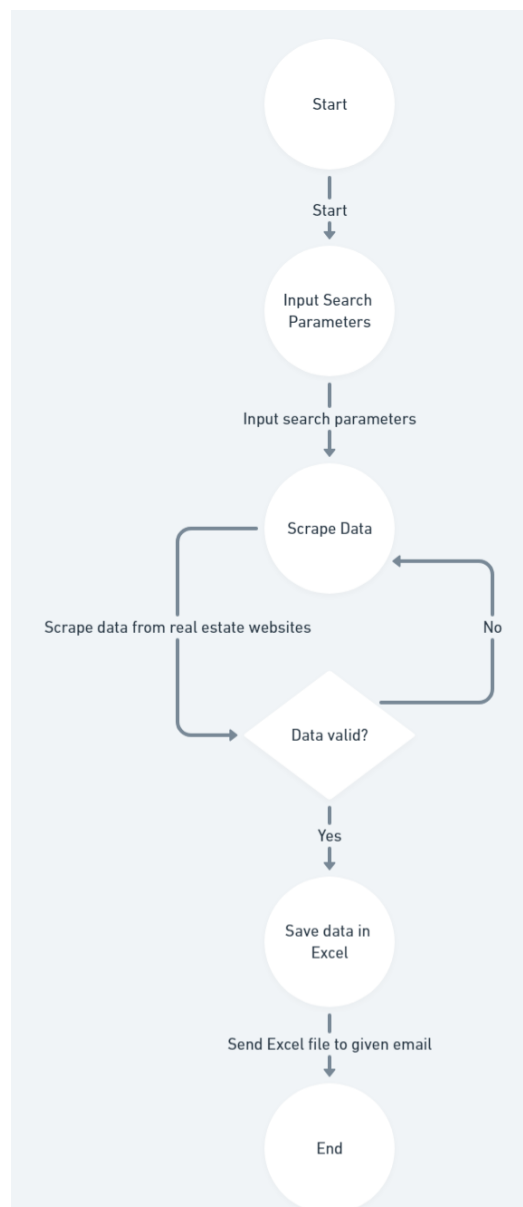 Start
Start
Input Search
Parameters
Input search parameters
Scrape Data
Scrape data from real estate websites
No
Data valid?
Yes
Save data in
Excel
Send Excel file to given email
End